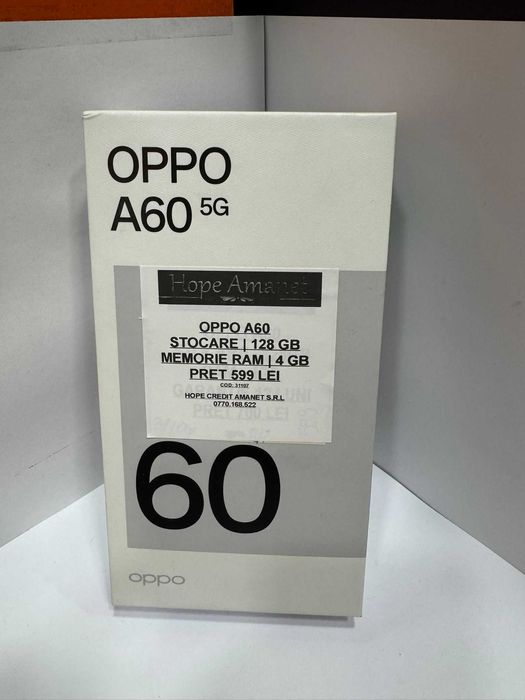 OPPO
A60 5G
Hope Amanet
OPPO A60
STOCARE | 128 GB
MEMORIE RAM | 4 GB
PRET 599 LEI
COD. 31107
HOPE CREDIT AMANET S.R.L
0770.168.522
60
oppo